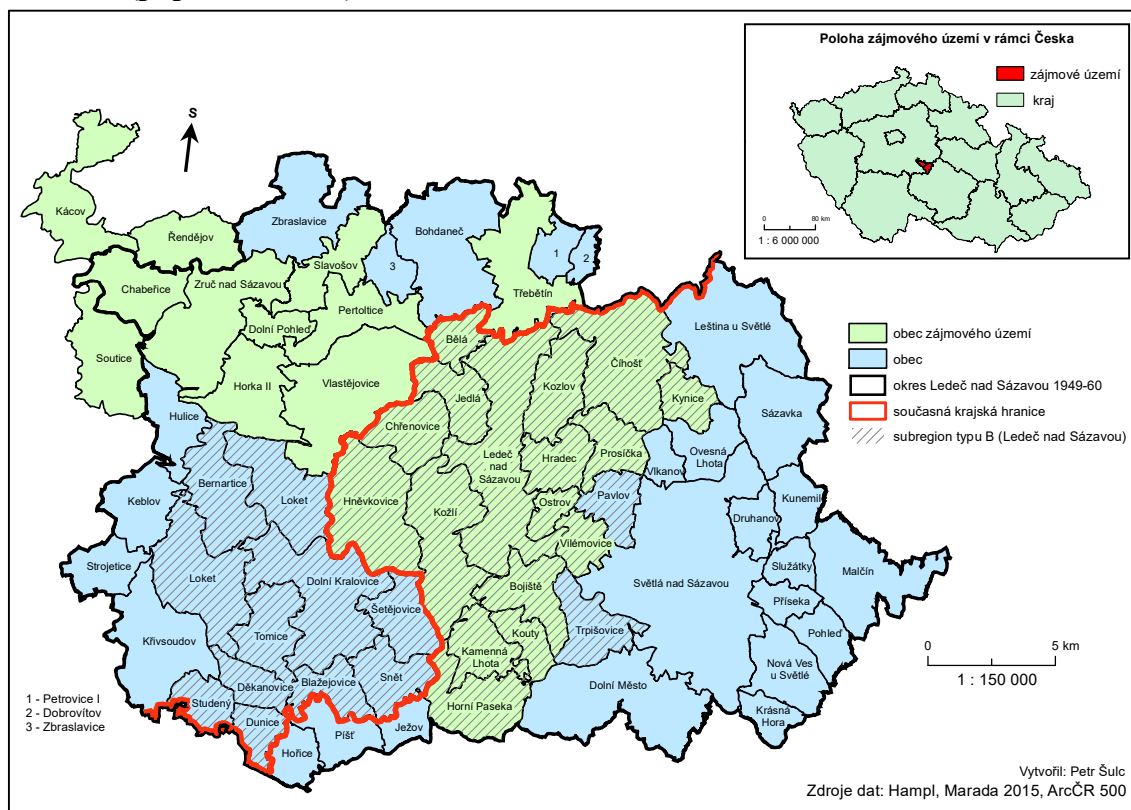 Poloha zájmového území v rámci Česka
zájmové území
kraj
0 80 km
1 : 6 000 000
S
Kácov
Řendějov
Zbraslavice
Bohdaneč
1
2
3
Slavošov
Chabeřice
Zruč nad Sázavou
Třebětín
Pertoltice
Dolní Pohled
Soutice
Horka II
Vlastějovice
Bělá
Číhošť
Leština u Světlé
Jedlá
Kozlov
Kynice
Sázavka
Hulice
Chřenovice
Ledeč
nad
Sázavou
Hradec
Prosíčka
Vlkanov
Ovesná
Lhota
Bernartice
Loket
Hněvkovice
Kožlí
Ostrov
Pavlov
Kunemil
Keblov
Druhanov
Vilémovice
Strojetice
Loket
Dolní Kralovice
Bojiště
Světlá nad Sázavou
Služátky
Malčín
Šetějovice
Příseka
Křivsoudov
Tomice
Kouty
Trpišovice
Pohleď
Kamenná
Lhota
Snět
Nová Ves
u Světlé
Děkanovice
Blažejovice
Dolní Město
Studený
Horní Paseka
Krásná
Hora
Dunice
Píšť
Ježov
Hořice
obec zájmového území
obec
okres Ledeč nad Sázavou 1949-60
současná krajská hranice
subregion typu B (Ledeč nad Sázavou)
0 5 km
1 : 150 000
1 - Petrovice I
2 - Dobrovítov
3 - Zbraslavice
Vytvořil: Petr Šulc
Zdroje dat: Hampl, Marada 2015, ArcČR 500